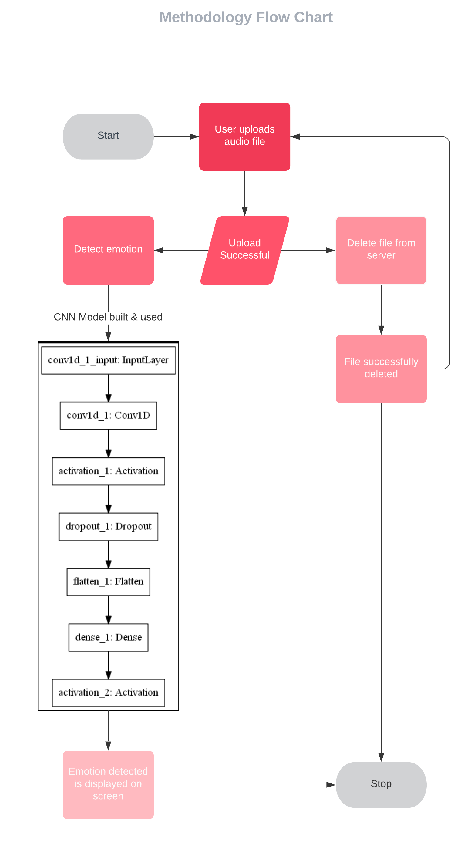 Methodology Flow Chart
Start
User uploads
audio file
Detect emotion
Upload
Successful
Delete file from
server
CNN Model built & used
File successfully
deleted
conv1d_1_input: InputLayer
conv1d_1: Conv1D
activation_1: Activation
dropout_1: Dropout
flatten_1: Flatten
dense_1: Dense
activation_2: Activation
Emotion detected
is displayed on
screen
Stop